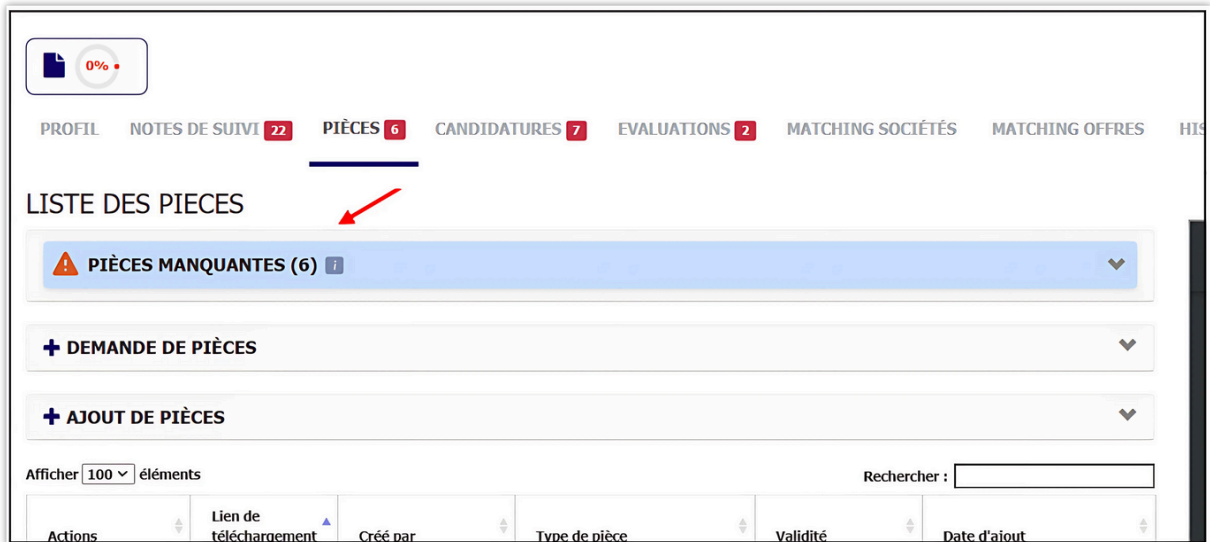 0%
PROFIL NOTES DE SUIVI 22 PIÈCES 6 CANDIDATURES 7 EVALUATIONS 2 MATCHING SOCIÉTÉS MATCHING OFFRES HIS
LISTE DES PIECES
PIÈCES MANQUANTES (6) i
DEMANDE DE PIÈCES
AJOUT DE PIÈCES
Afficher 100 éléments Rechercher :
Actions Lien de téléchargement Créé par Type de pièce Validité Date d'ajout